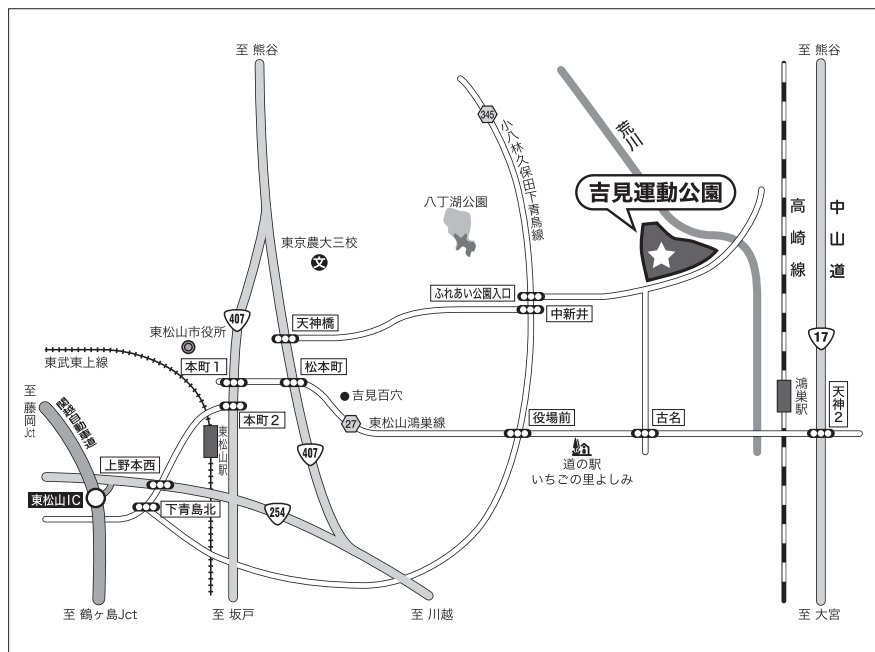 至 熊谷
至 熊谷
345
小八林久保田下青鳥線
荒川
高崎線
中山道
吉見運動公園
八丁湖公園
東京農大三校
文
ふれあい公園入口
中新井
407
天神橋
東松山市役所
17
東武東上線
本町1
松本町
吉見百穴
鴻巣駅
天神2
至 藤岡Jct
関越自動車道
本町2
27
東松山鴻巣線
役場前
古名
東松山駅
407
道の駅
いちごの里よしみ
上野本西
東松山IC
下青鳥北
254
至 鶴ヶ島Jct
至 坂戸
至 川越
至 大宮